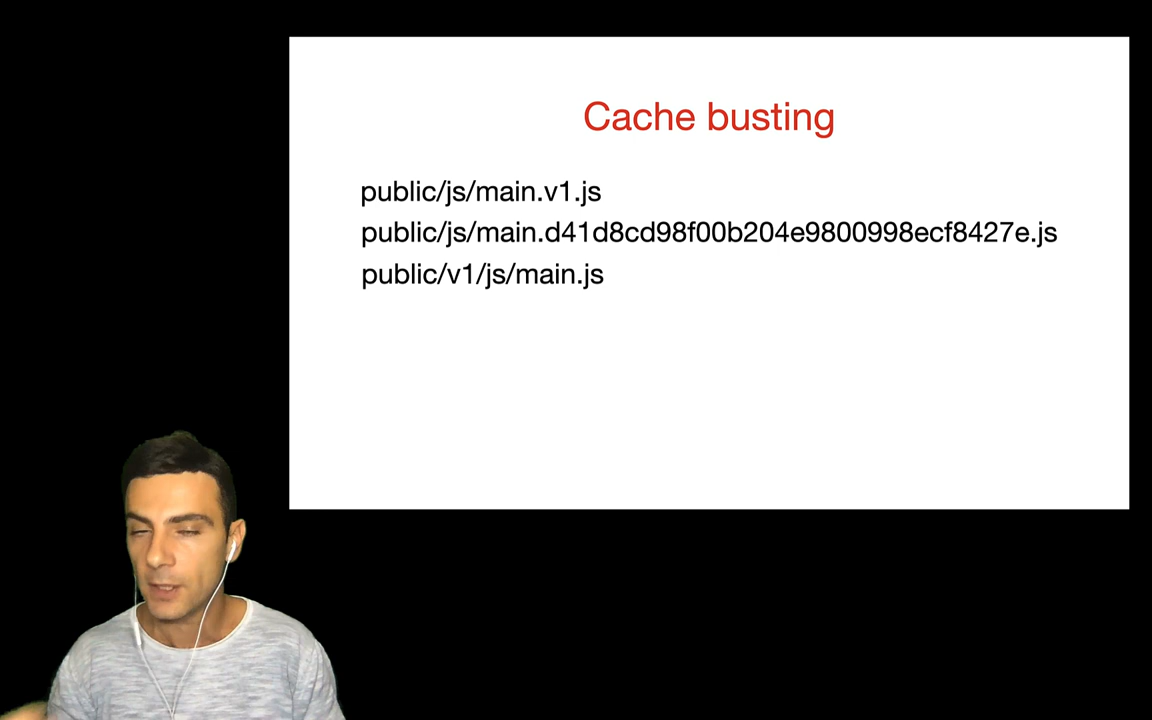 Cache busting
public/js/main.v1.js
public/js/main.d41d8cd98f00b204e9800998ecf8427e.js
public/v1/js/main.js